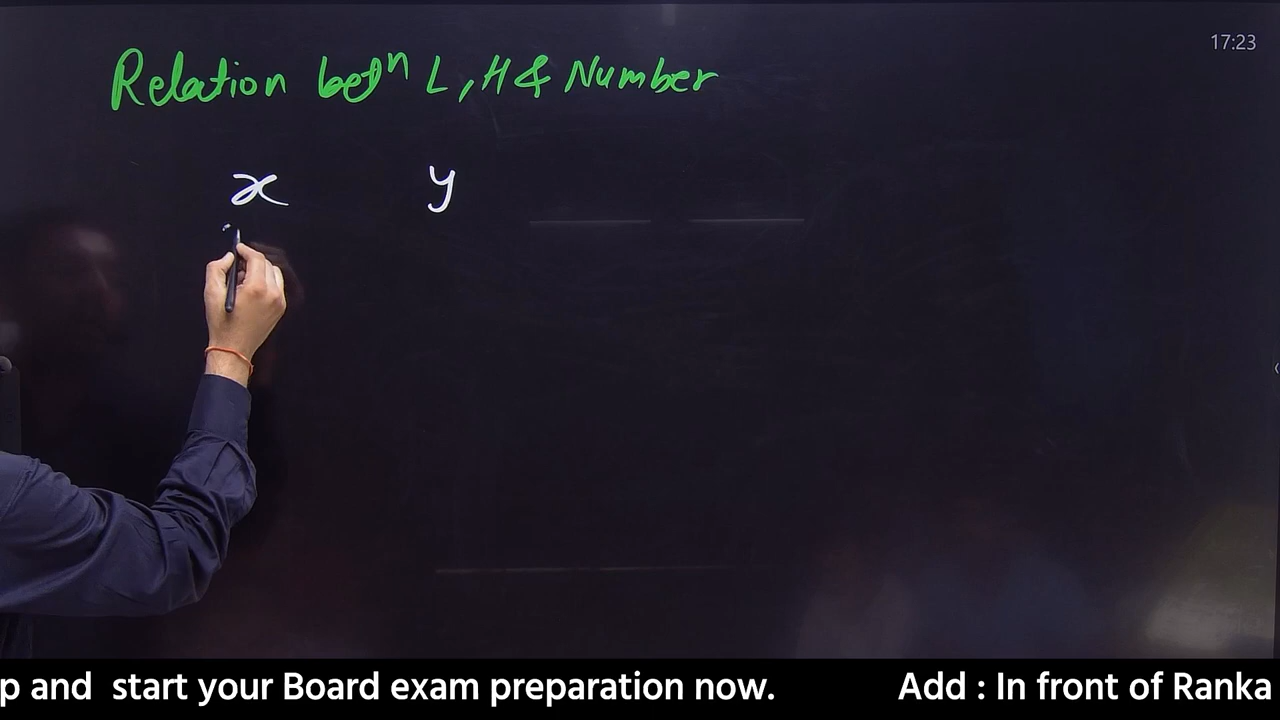 17:23
Relation betⁿ L, H & Number
x y
p and start your Board exam preparation now. Add : In front of Ranka